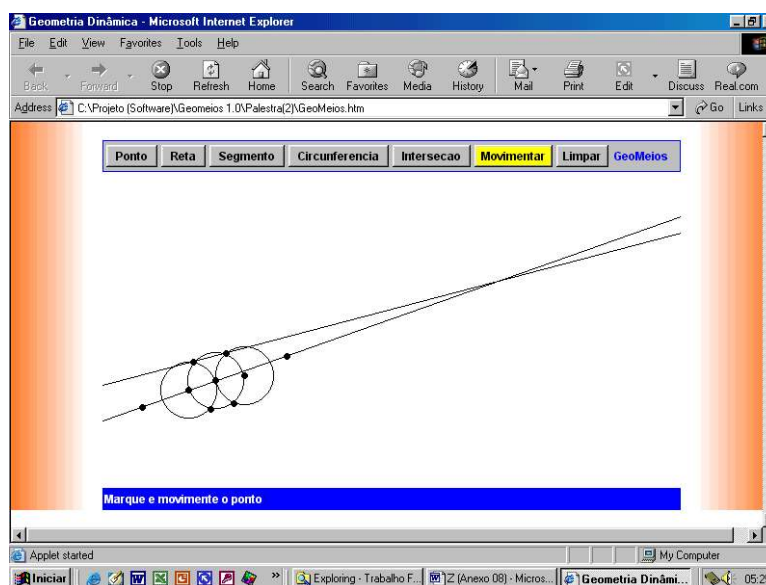 Geometria Dinâmica - Microsoft Internet Explorer
File Edit View Favorites Tools Help
Back Forward Stop Refresh Home Search Favorites Media History Mail Print Edit Discuss Real.com
Address C:\Projeto (Software)\Geomeios 1.0\Palestra(2)\GeoMeios.htm Go Links
Ponto Reta Segmento Circunferencia Intersecao Movimentar Limpar GeoMeios
Marque e movimente o ponto
Applet started My Computer
Iniciar » Exploring - Trabalho F... Z (Anexo 08) - Micros... Geometria Dinâmi...